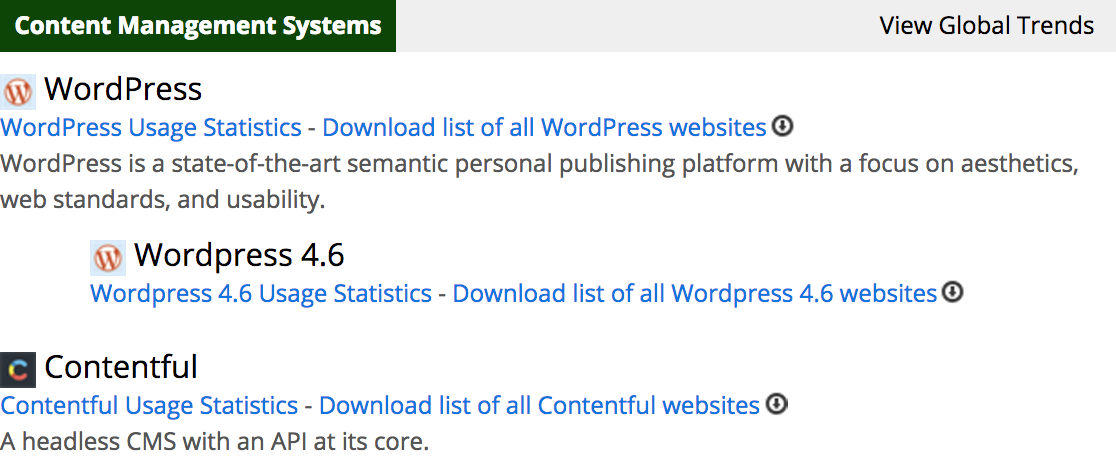 Content Management Systems
View Global Trends
WordPress
WordPress Usage Statistics - Download list of all WordPress websites
WordPress is a state-of-the-art semantic personal publishing platform with a focus on aesthetics,
web standards, and usability.
Wordpress 4.6
Wordpress 4.6 Usage Statistics - Download list of all Wordpress 4.6 websites
Contentful
Contentful Usage Statistics - Download list of all Contentful websites
A headless CMS with an API at its core.